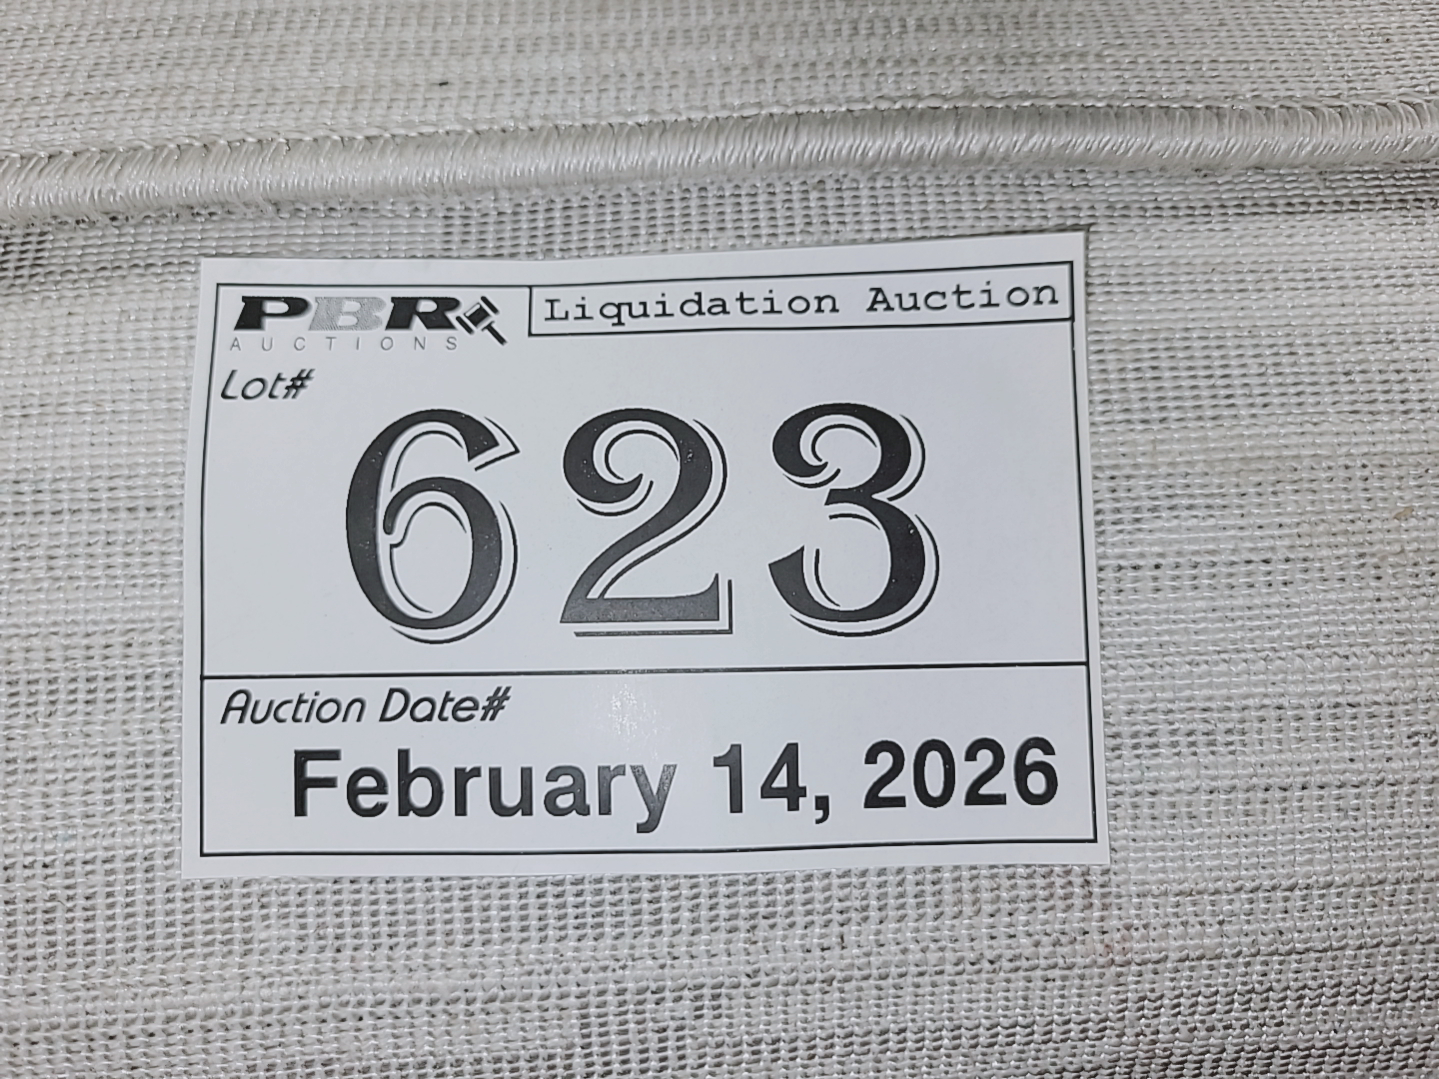 PBR
AUCTIONS
Liquidation Auction
Lot#
623
Auction Date#
February 14, 2026